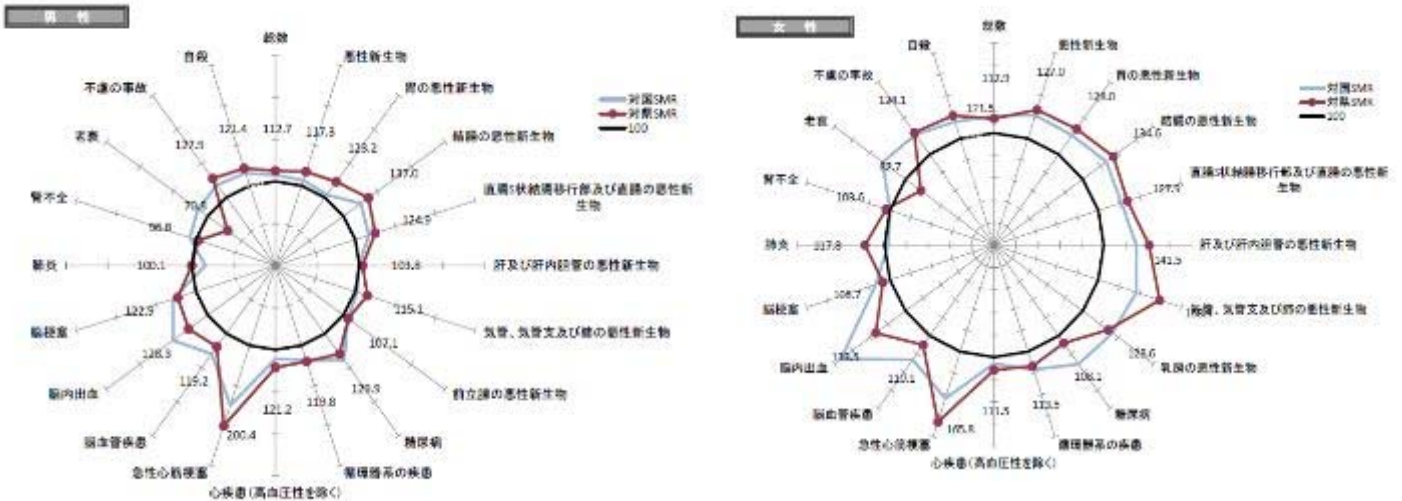 男 性
総数
悪性新生物
胃の悪性新生物
結腸の悪性新生物
直腸S状結腸移行部及び直腸の悪性新
生物
肝及び肝内胆管の悪性新生物
気管、気管支及び肺の悪性新生物
前立腺の悪性新生物
糖尿病
循環器系の疾患
心疾患(高血圧性を除く)
急性心筋梗塞
脳血管疾患
脳内出血
脳梗塞
肺炎
腎不全
老衰
不慮の事故
自殺
対国SMR
対県SMR
100
112.7
117.3
137.0
124.9
103.8
115.1
107.1
119.8
121.2
200.4
119.2
128.3
122.9
100.1
96.8
121.4
女 性
総数
悪性新生物
胃の悪性新生物
結腸の悪性新生物
直腸S状結腸移行部及び直腸の悪性新
生物
肝及び肝内胆管の悪性新生物
気管、気管支及び肺の悪性新生物
乳房の悪性新生物
糖尿病
循環器系の疾患
心疾患(高血圧性を除く)
急性心筋梗塞
脳血管疾患
脳内出血
脳梗塞
肺炎
腎不全
老衰
不慮の事故
自殺
対国SMR
対県SMR
100
127.0
134.6
141.5
128.6
108.1
113.5
111.5
165.8
110.1
117.8
124.1